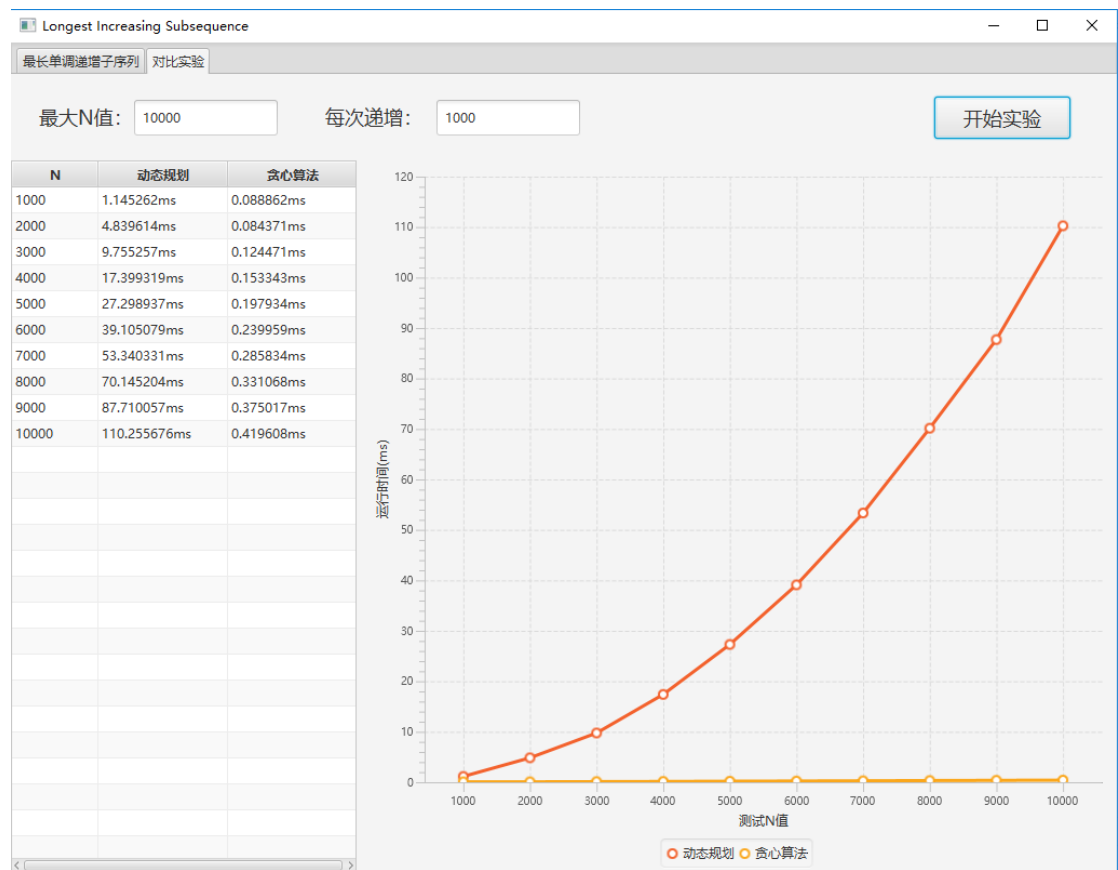 Longest Increasing Subsequence
最长单调递增子序列 对比实验
最大N值: 10000 每次递增: 1000 开始实验
N 动态规划 贪心算法
1000 1.145262ms 0.088862ms
2000 4.839614ms 0.084371ms
3000 9.755257ms 0.124471ms
4000 17.399319ms 0.153343ms
5000 27.298937ms 0.197934ms
6000 39.105079ms 0.239959ms
7000 53.340331ms 0.285834ms
8000 70.145204ms 0.331068ms
9000 87.710057ms 0.375017ms
10000 110.255676ms 0.419608ms
120
110
100
90
80
70
60
50
40
30
20
10
0
运行时间(ms)
1000 2000 3000 4000 5000 6000 7000 8000 9000 10000
测试N值
动态规划 贪心算法